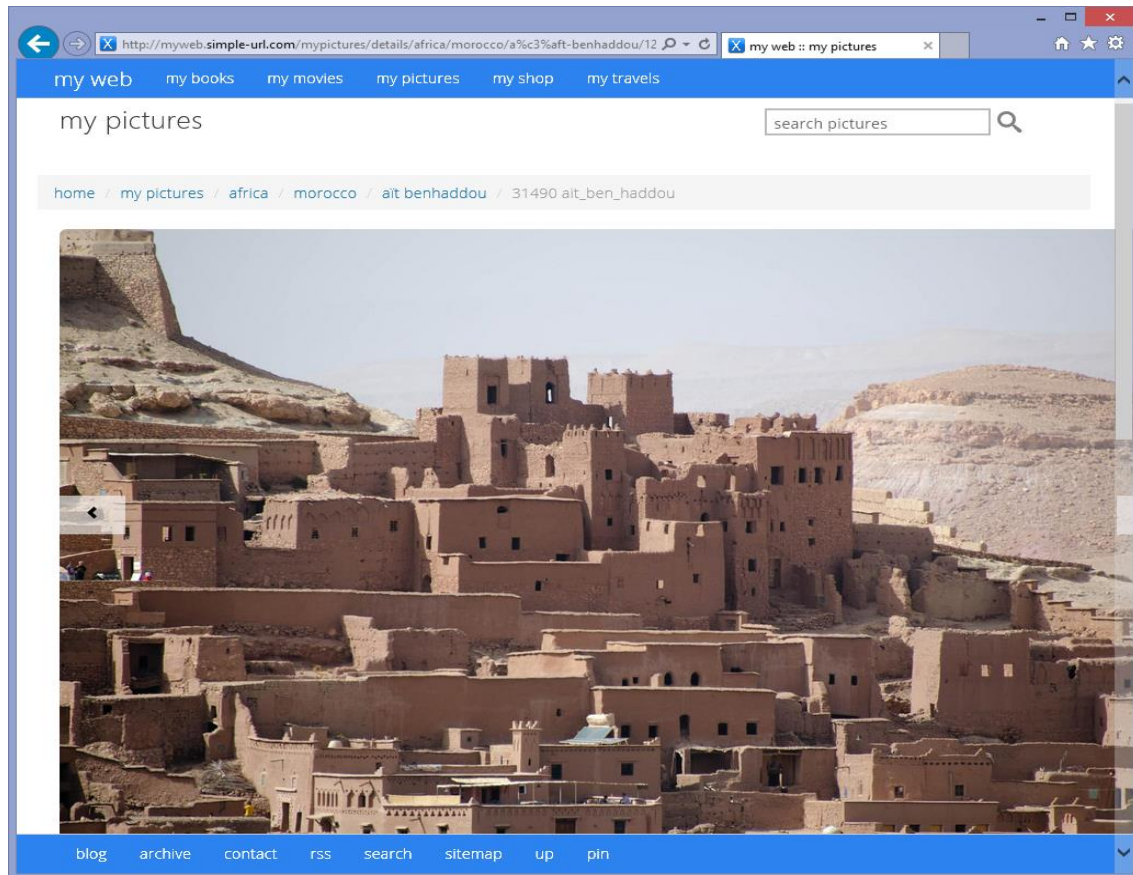 http://myweb.simple-url.com/mypictures/details/africa/morocco/a%c3%aft-benhaddou/12 my web :: my pictures
my web my books my movies my pictures my shop my travels
my pictures search pictures
home / my pictures / africa / morocco / aït benhaddou / 31490 ait_ben_haddou
blog archive contact rss search sitemap up pin